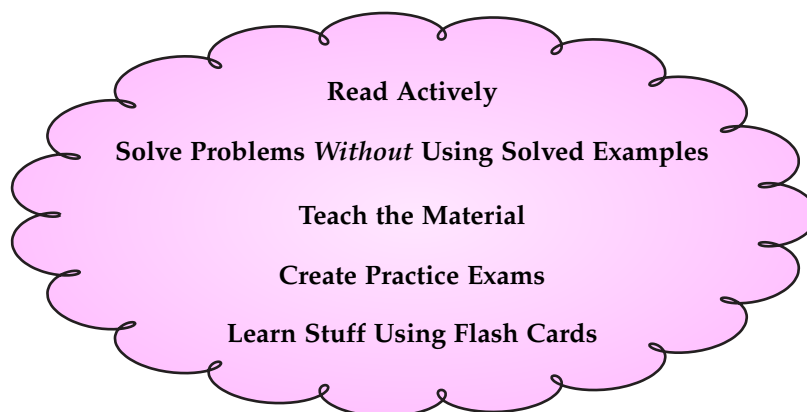 Read Actively
Solve Problems Without Using Solved Examples
Teach the Material
Create Practice Exams
Learn Stuff Using Flash Cards